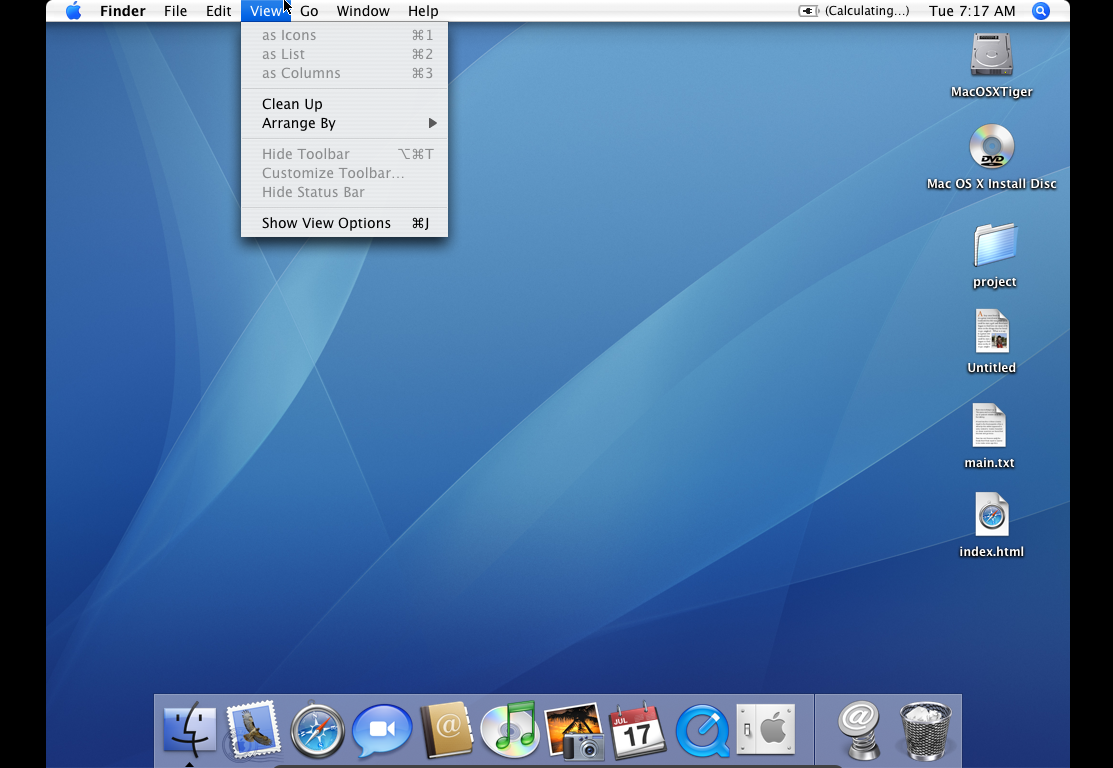 Finder File Edit View Go Window Help (Calculating...) Tue 7:17 AM
as Icons ⌘1
as List ⌘2
as Columns ⌘3
Clean Up
Arrange By
Hide Toolbar ⌥⌘T
Customize Toolbar...
Hide Status Bar
Show View Options ⌘J
MacOSXTiger
DVD
Mac OS X Install Disc
project
Untitled
main.txt
index.html
@
JUL
17
@